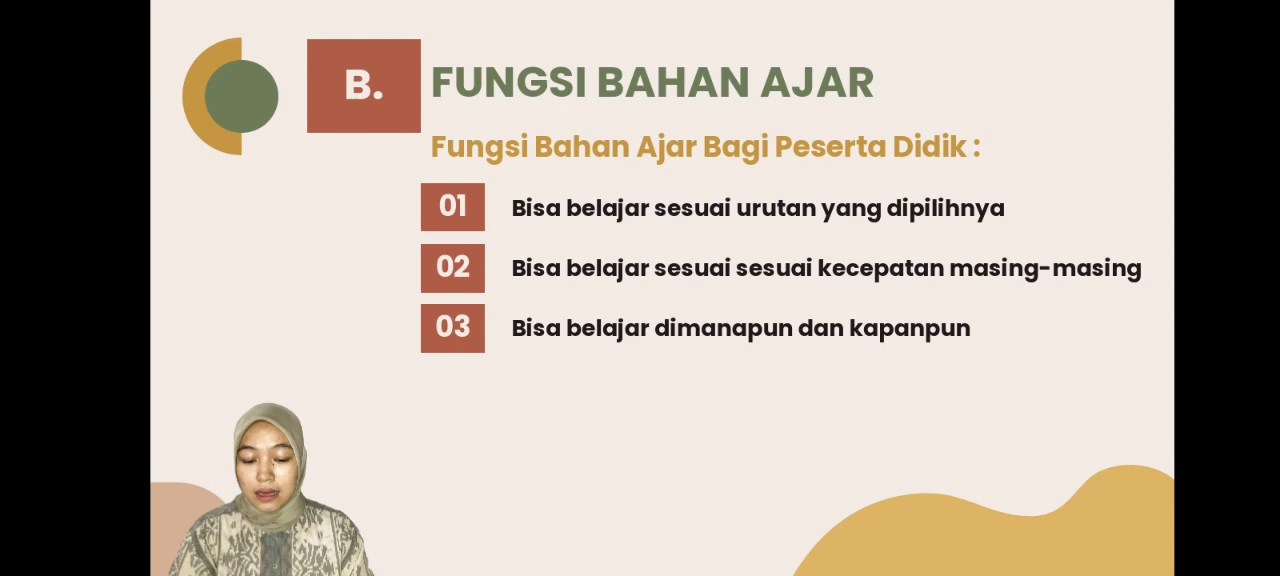 B.
FUNGSI BAHAN AJAR
Fungsi Bahan Ajar Bagi Peserta Didik :
01 Bisa belajar sesuai urutan yang dipilihnya
02 Bisa belajar sesuai sesuai kecepatan masing-masing
03 Bisa belajar dimanapun dan kapanpun